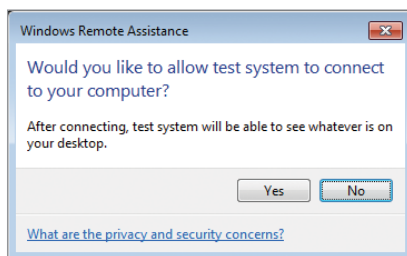 Windows Remote Assistance
Would you like to allow test system to connect
to your computer?
After connecting, test system will be able to see whatever is on
your desktop.
Yes
No
What are the privacy and security concerns?